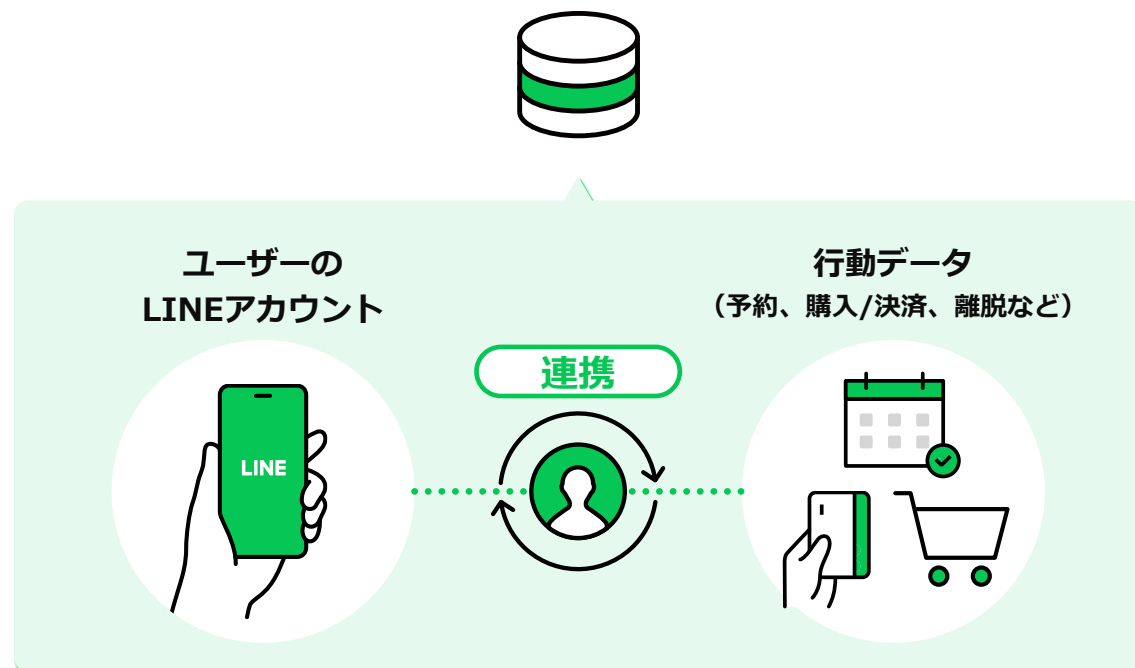 ユーザーの
LINEアカウント
行動データ
（予約、購入/決済、離脱など）
連携
LINE